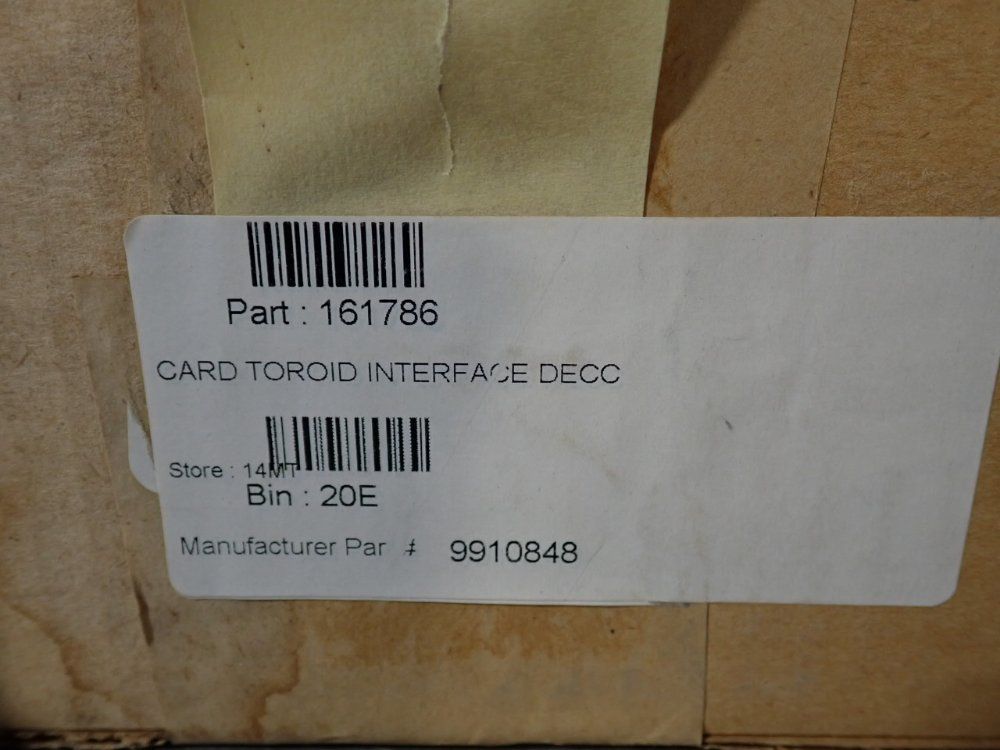 Part : 161786
CARD TOROID INTERFACE DECC
Store : 14MT
Bin : 20E
Manufacturer Par # 9910848